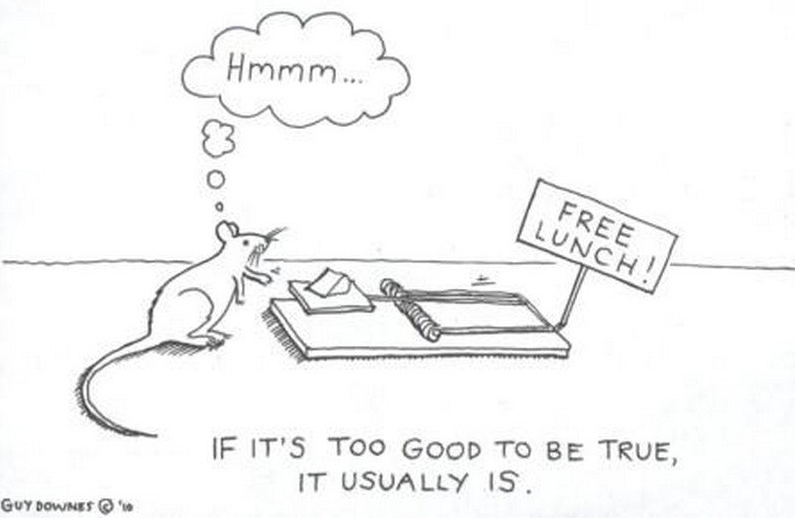 Hmmm...
FREE
LUNCH!
IF IT'S TOO GOOD TO BE TRUE,
IT USUALLY IS.
GUY DOWNES © '10